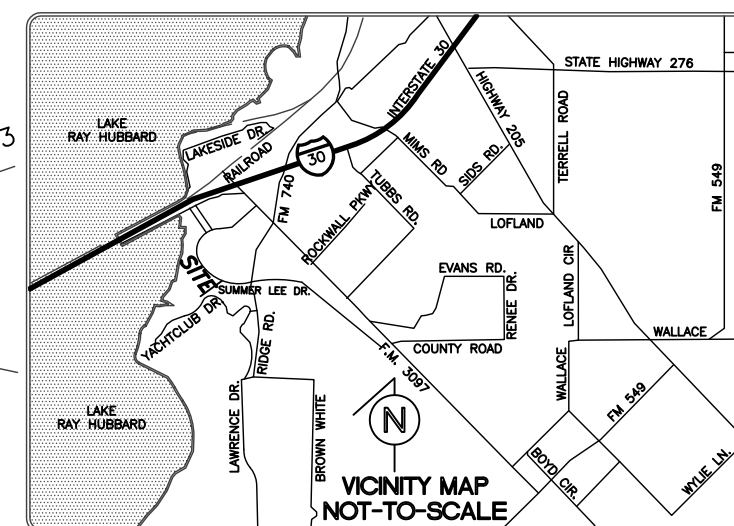 STATE HIGHWAY 276
INTERSTATE 30
HIGHWAY 205
TERRELL ROAD
FM 549
LAKE
RAY HUBBARD
3
LAKESIDE DR.
RAILROAD
30
MIMS RD
SIDS RD.
FM 740
ROCKWALL PKWY
TUBBS RD.
LOFLAND
SITE
SUMMER LEE DR.
EVANS RD.
RENEE DR.
LOFLAND CIR
YACHTCLUB DR
RIDGE RD.
F.M. 3097
COUNTY ROAD
WALLACE
WALLACE
LAKE
RAY HUBBARD
LAWRENCE DR.
BROWN WHITE
N
FM 549
BOYD CIR.
WYLIE LN.
VICINITY MAP
NOT-TO-SCALE